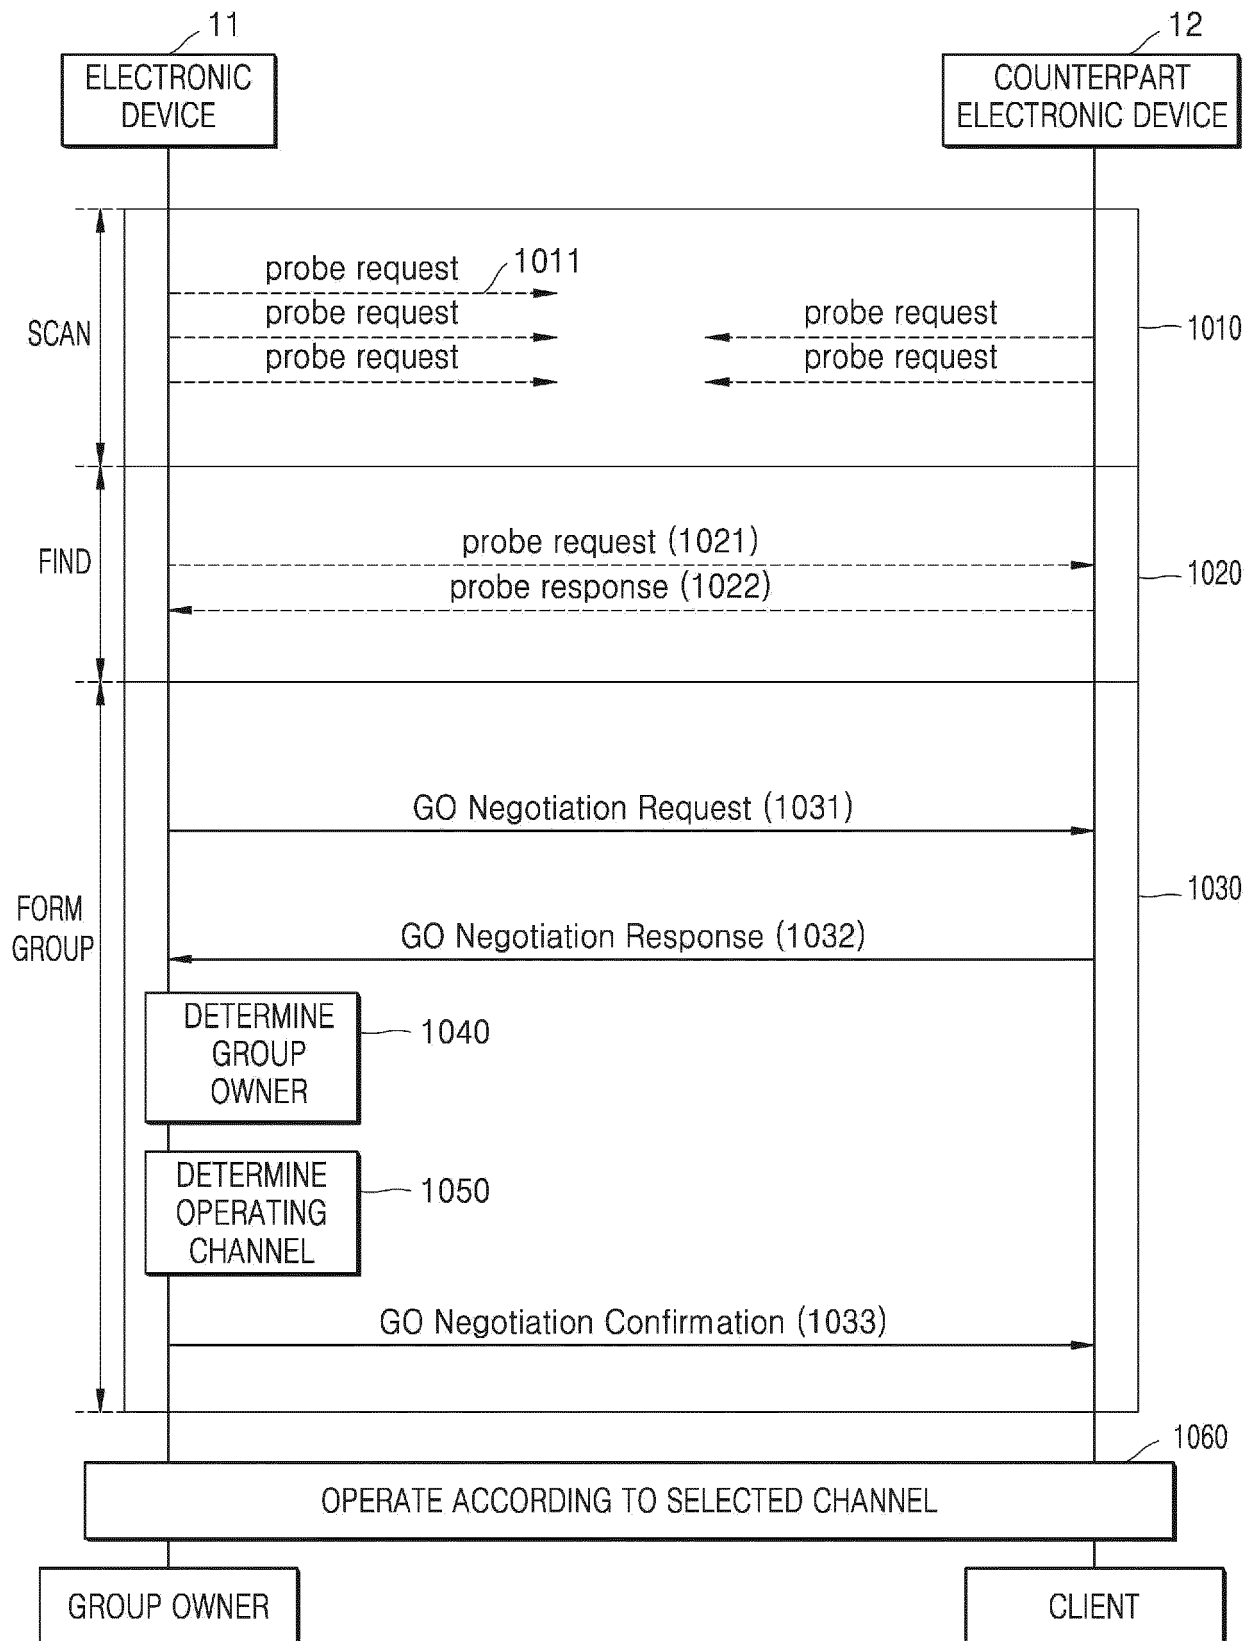 11
12
ELECTRONIC
DEVICE
COUNTERPART
ELECTRONIC DEVICE
probe request
1011
probe request
probe request
SCAN
1010
probe request
probe request
probe request (1021)
FIND
1020
probe response (1022)
GO Negotiation Request (1031)
1030
FORM
GROUP
GO Negotiation Response (1032)
DETERMINE
GROUP
OWNER
1040
DETERMINE
OPERATING
CHANNEL
1050
GO Negotiation Confirmation (1033)
1060
OPERATE ACCORDING TO SELECTED CHANNEL
GROUP OWNER
CLIENT